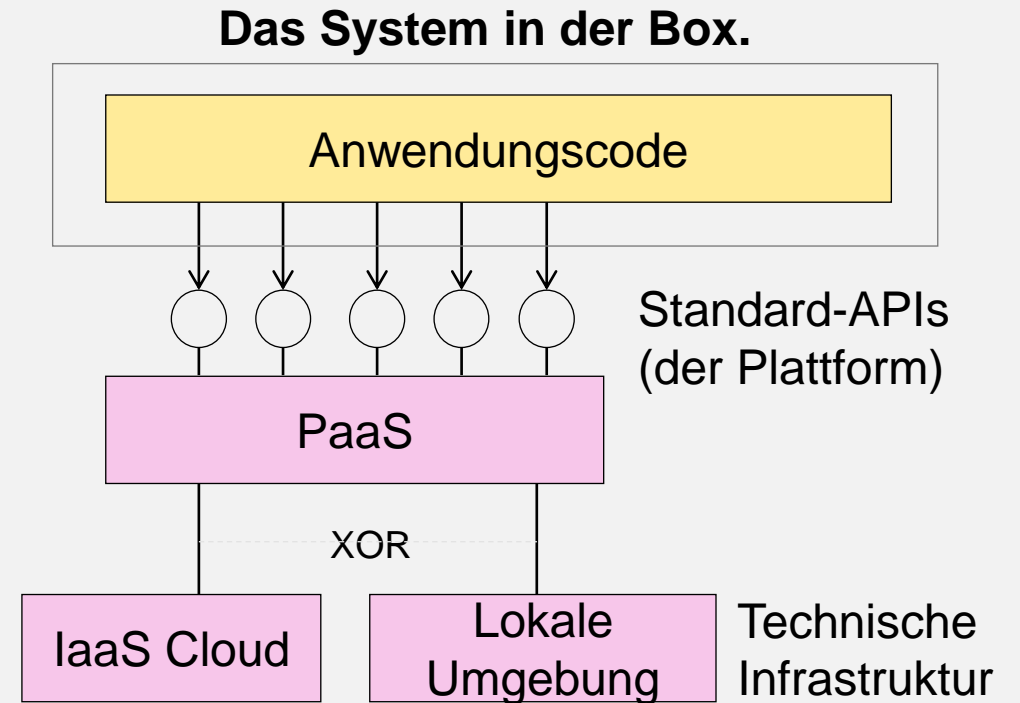 Das System in der Box.
Anwendungscode
Standard-APIs
(der Plattform)
PaaS
XOR
IaaS Cloud
Lokale
Umgebung
Technische
Infrastruktur